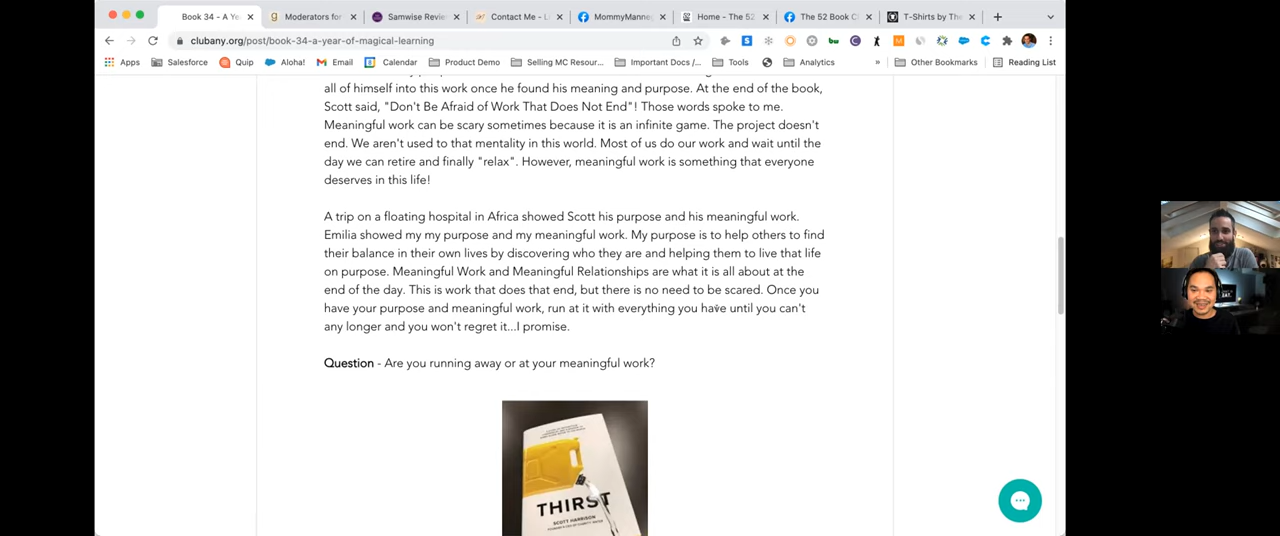 Book 34 - A Ye
Moderators for
Samwise Revie
Contact Me - L
MommyManne
Home - The 52
The 52 Book C
T-Shirts by The
clubany.org/post/book-34-a-year-of-magical-learning
Apps
Salesforce
Quip
Aloha!
Email
Calendar
Product Demo
Selling MC Resour...
Important Docs /...
Tools
Analytics
»
Other Bookmarks
Reading List
all of himself into this work once he found his meaning and purpose. At the end of the book,
Scott said, "Don't Be Afraid of Work That Does Not End"! Those words spoke to me.
Meaningful work can be scary sometimes because it is an infinite game. The project doesn't
end. We aren't used to that mentality in this world. Most of us do our work and wait until the
day we can retire and finally "relax". However, meaningful work is something that everyone
deserves in this life!
A trip on a floating hospital in Africa showed Scott his purpose and his meaningful work.
Emilia showed my my purpose and my meaningful work. My purpose is to help others to find
their balance in their own lives by discovering who they are and helping them to live that life
on purpose. Meaningful Work and Meaningful Relationships are what it is all about at the
end of the day. This is work that does that end, but there is no need to be scared. Once you
have your purpose and meaningful work, run at it with everything you have until you can't
any longer and you won't regret it...I promise.
Question - Are you running away or at your meaningful work?
THIRST
SCOTT HARRISON